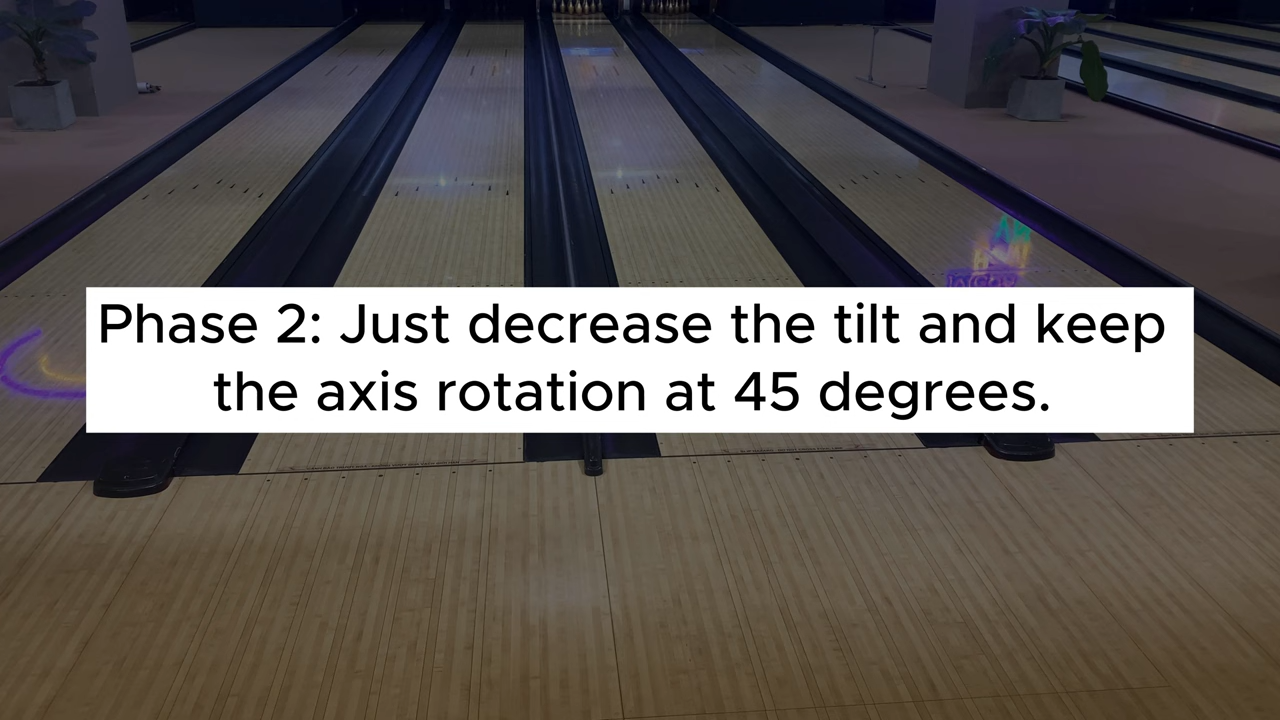 Phase 2: Just decrease the tilt and keep
the axis rotation at 45 degrees.